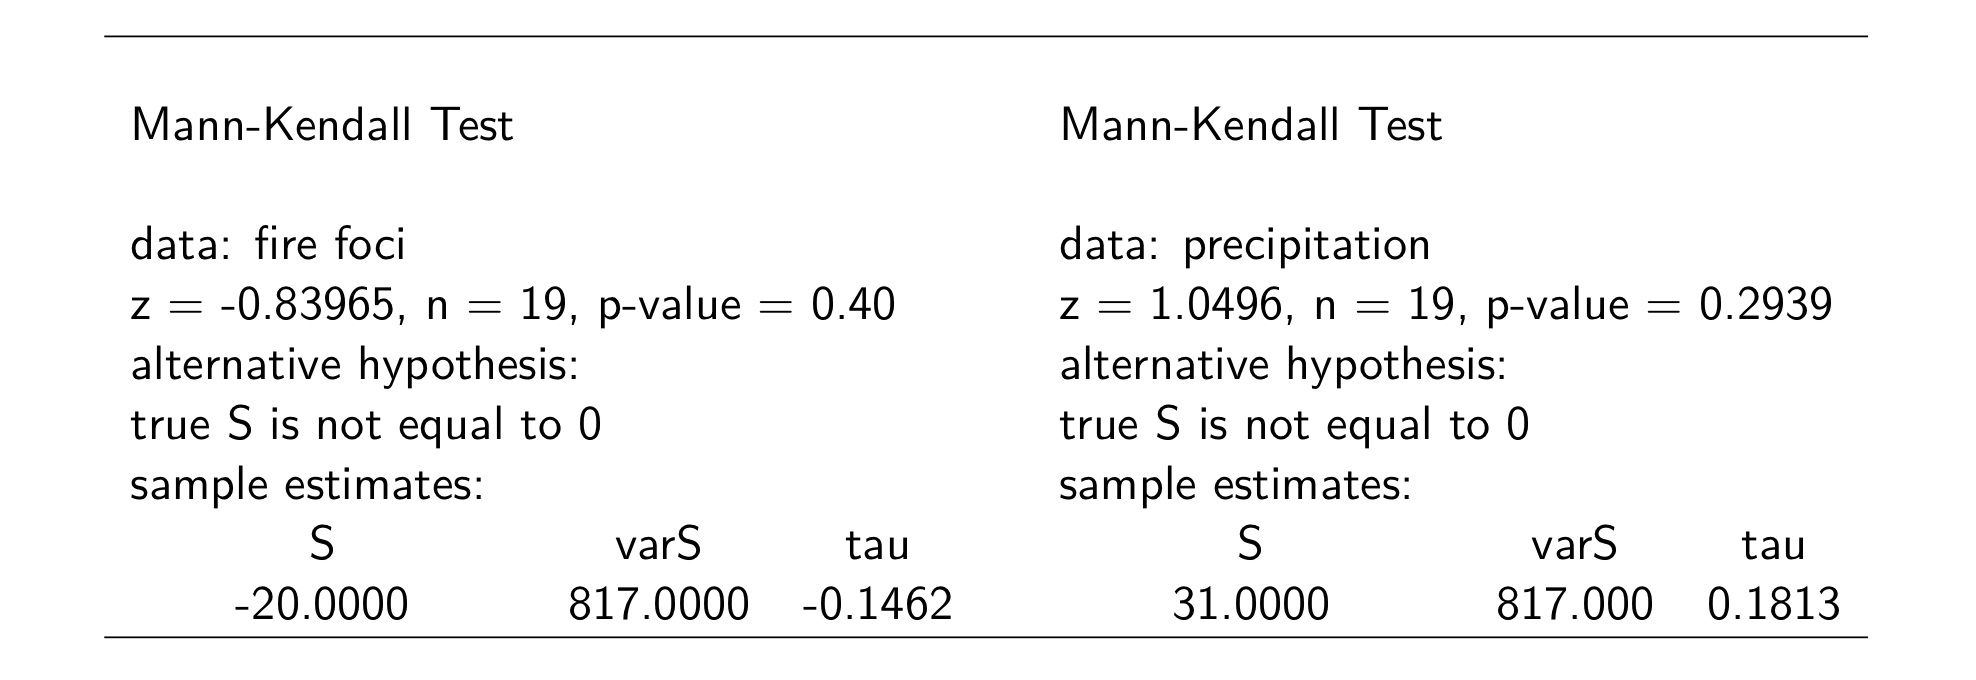 Mann-Kendall Test
data: fire foci
z = -0.83965, n = 19, p-value = 0.40
alternative hypothesis:
true S is not equal to 0
sample estimates:
S varS tau
-20.0000 817.0000 -0.1462
Mann-Kendall Test
data: precipitation
z = 1.0496, n = 19, p-value = 0.2939
alternative hypothesis:
true S is not equal to 0
sample estimates:
S varS tau
31.0000 817.000 0.1813